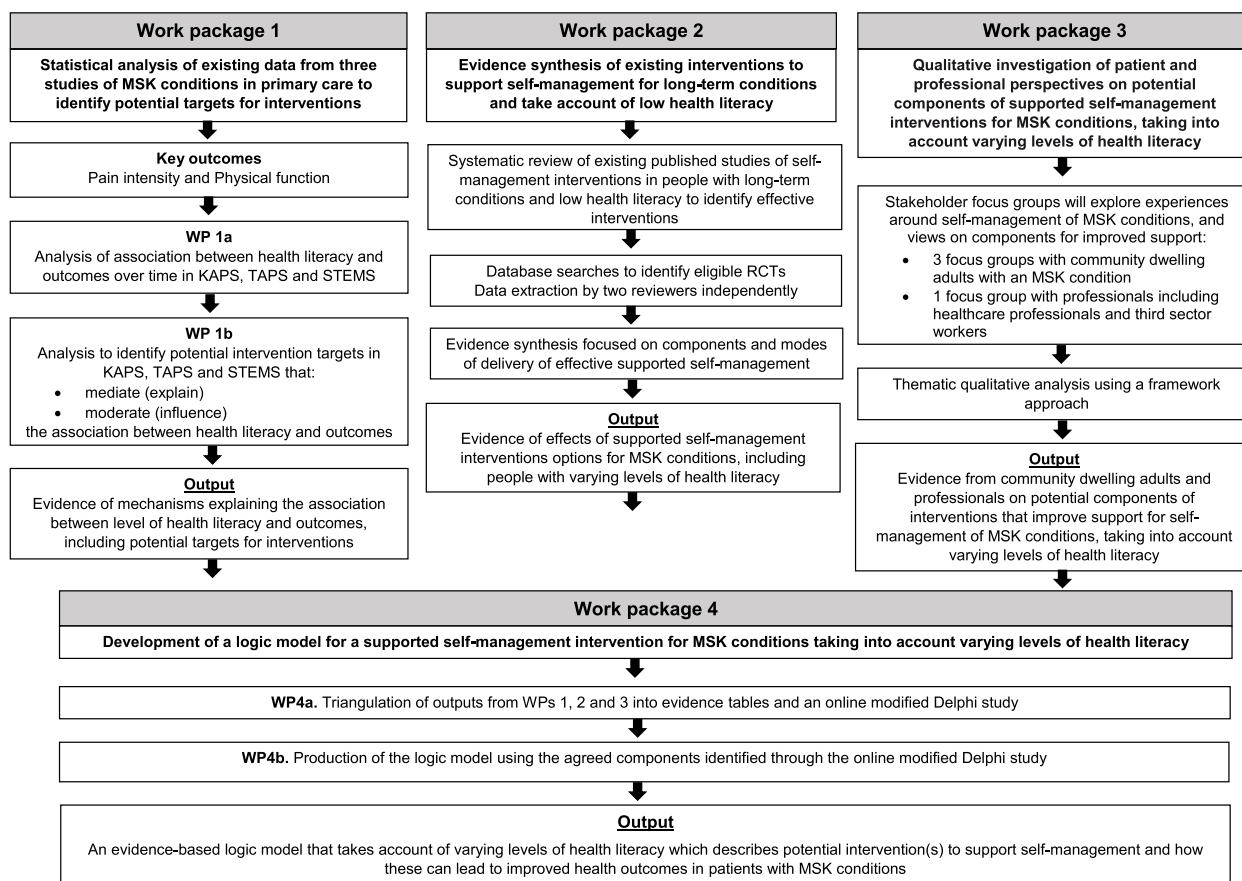 Work package 1
Statistical analysis of existing data from three
studies of MSK conditions in primary care to
identify potential targets for interventions
Key outcomes
Pain intensity and Physical function
WP 1a
Analysis of association between health literacy and
outcomes over time in KAPS, TAPS and STEMS
WP 1b
Analysis to identify potential intervention targets in
KAPS, TAPS and STEMS that:
• mediate (explain)
• moderate (influence)
the association between health literacy and outcomes
Output
Evidence of mechanisms explaining the association
between level of health literacy and outcomes,
including potential targets for interventions
Work package 2
Evidence synthesis of existing interventions to
support self-management for long-term conditions
and take account of low health literacy
Systematic review of existing published studies of self-
management interventions in people with long-term
conditions and low health literacy to identify effective
interventions
Database searches to identify eligible RCTs
Data extraction by two reviewers independently
Evidence synthesis focused on components and modes
of delivery of effective supported self-management
Output
Evidence of effects of supported self-management
interventions options for MSK conditions, including
people with varying levels of health literacy
Work package 3
Qualitative investigation of patient and
professional perspectives on potential
components of supported self-management
interventions for MSK conditions, taking into
account varying levels of health literacy
Stakeholder focus groups will explore experiences
around self-management of MSK conditions, and
views on components for improved support:
• 3 focus groups with community dwelling
adults with an MSK condition
• 1 focus group with professionals including
healthcare professionals and third sector
workers
Thematic qualitative analysis using a framework
approach
Output
Evidence from community dwelling adults and
professionals on potential components of
interventions that improve support for self-
management of MSK conditions, taking into account
varying levels of health literacy
Work package 4
Development of a logic model for a supported self-management intervention for MSK conditions taking into account varying levels of health literacy
WP4a. Triangulation of outputs from WPs 1, 2 and 3 into evidence tables and an online modified Delphi study
WP4b. Production of the logic model using the agreed components identified through the online modified Delphi study
Output
An evidence-based logic model that takes account of varying levels of health literacy which describes potential intervention(s) to support self-management and how
these can lead to improved health outcomes in patients with MSK conditions